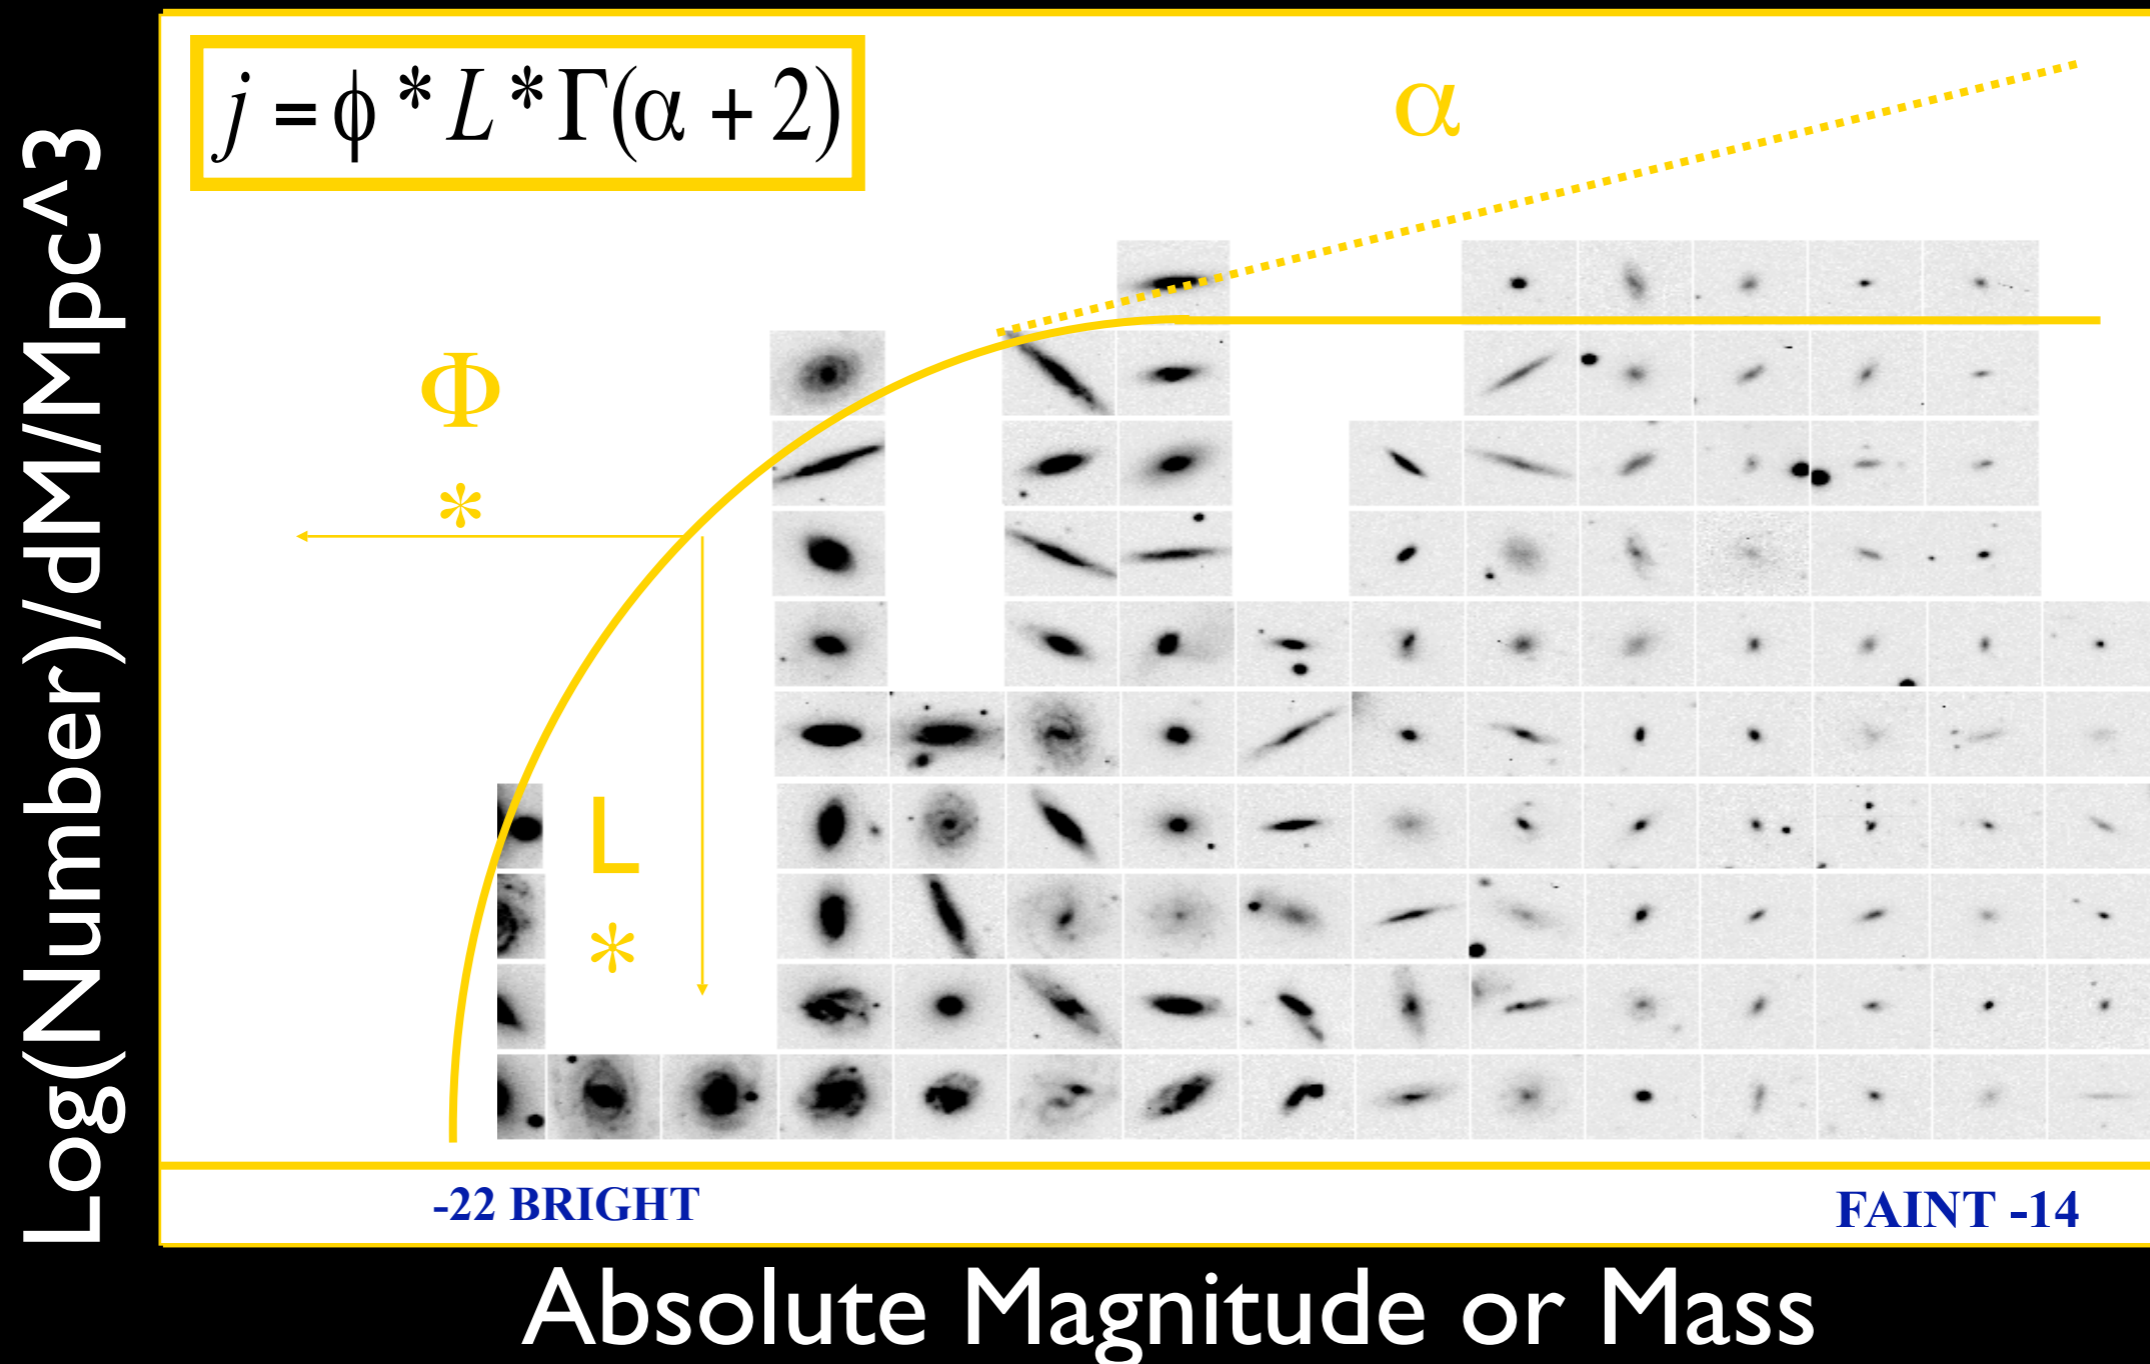 j = ϕ * L * Γ(α + 2)
α
Φ
*
L
*
-22 BRIGHT
FAINT -14
Log(Number)/dM/Mpc^3
Absolute Magnitude or Mass